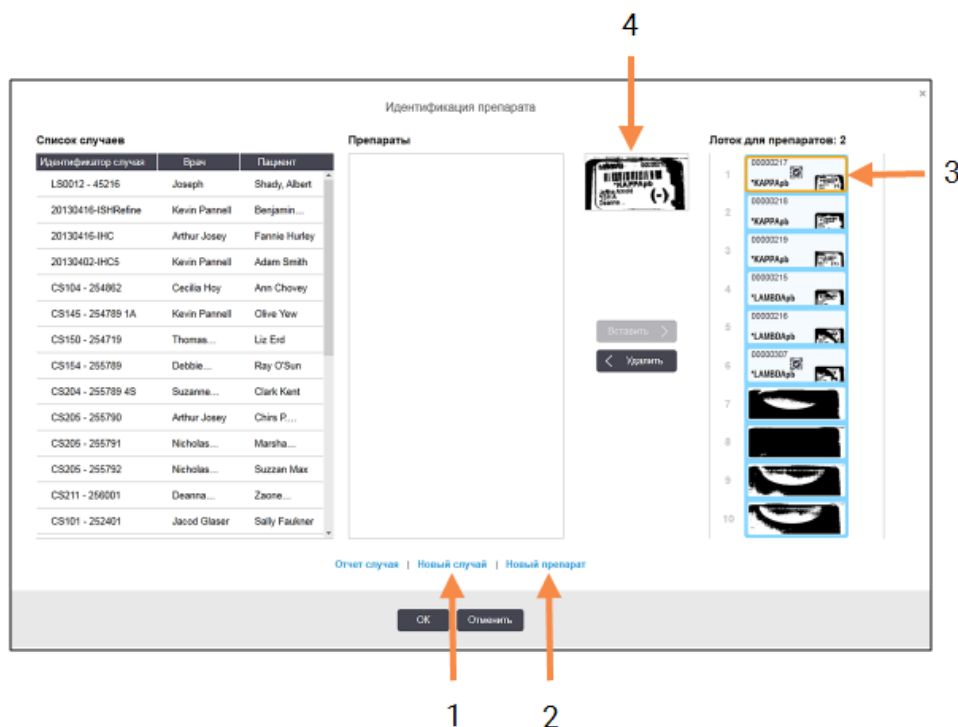 4
Идентификация препарата
Список случаев
Препараты
Лоток для препаратов: 2
Идентификатор случая Врач Пациент
LS0012 - 45216 Joseph Shady, Albert
20130416-ISHRefine Kevin Pannell Benjamin...
20130416-IHC Arthur Josey Fannie Hurley
20130402-IHC5 Kevin Pannell Adam Smith
CS104 - 254862 Cecilia Hoy Ann Chovey
CS145 - 254789 1A Kevin Pannell Olive Yew
CS150 - 254719 Thomas... Liz Erd
CS154 - 255789 Debbie... Ray O'Sun
CS204 - 255789 4S Suzanne... Clark Kent
CS205 - 255790 Arthur Josey Chirs P....
CS205 - 255791 Nicholas... Marsha...
CS205 - 255792 Nicholas... Suzzan Max
CS211 - 256001 Deanna... Zaone...
CS101 - 252401 Jacod Glaser Sally Faukner
*KAPPApb
(-)
Вставить >
< Удалить
1 00000217
*KAPPApb
3
2 00000218
*KAPPApb
3 00000219
*KAPPApb
4 00000215
*LAMBDApb
5 00000216
*LAMBDApb
6 00000307
*LAMBDApb
7
8
9
10
Отчет случая | Новый случай | Новый препарат
OK Отменить
1 2